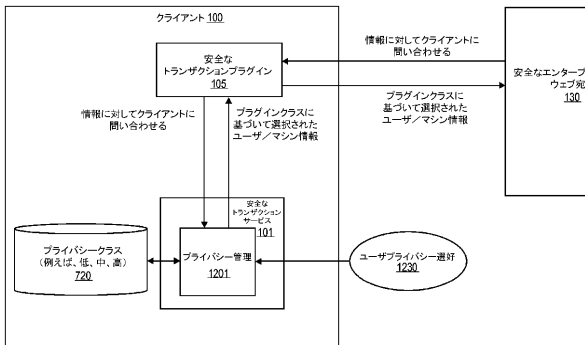 クライアント 100
安全な
トランザクションプラグイン
105
情報に対してクライアントに
問い合わせる
プラグインクラスに
基づいて選択された
ユーザ／マシン情報
情報に対してクライアントに
問い合わせる
プラグインクラスに
基づいて選択された
ユーザ／マシン情報
安全なエンタープ
ウェブ宛
130
安全な
トランザクション
サービス
101
プライバシー管理
1201
プライバシークラス
（例えば、低、中、高）
720
ユーザプライバシー選好
1230